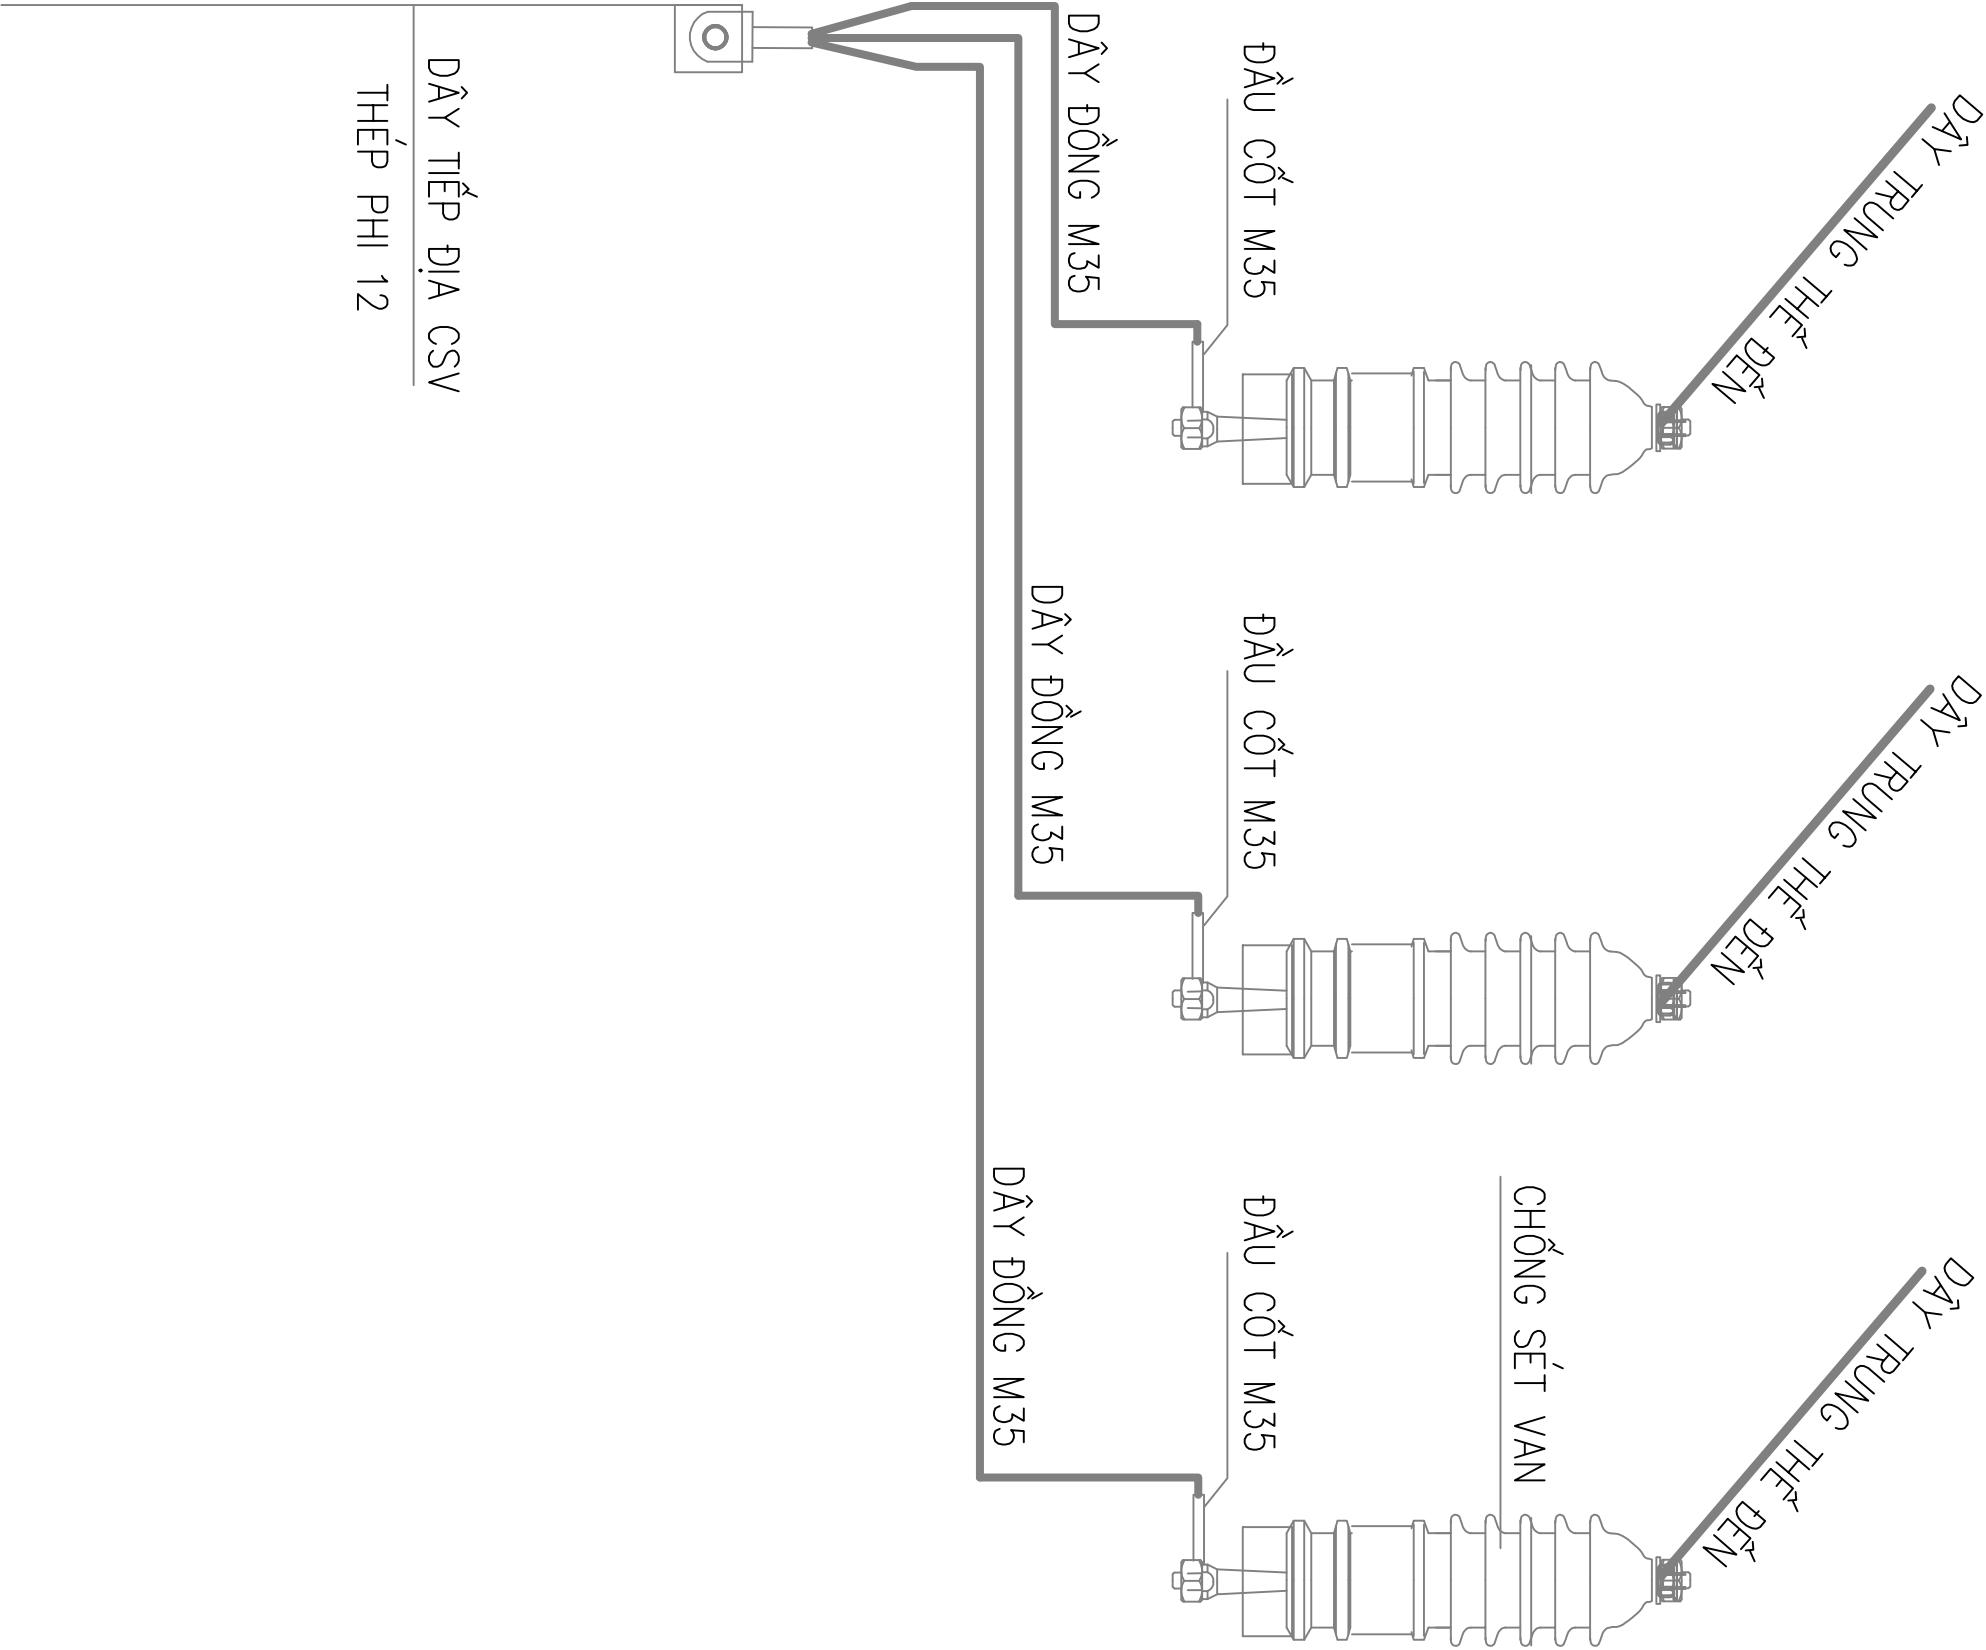 DÂY TRUNG THẾ ĐẾN
DÂY TRUNG THẾ ĐẾN
DÂY TRUNG THẾ ĐẾN
CHỐNG SÉT VAN
ĐẦU CỐT M35
ĐẦU CỐT M35
ĐẦU CỐT M35
DÂY ĐỒNG M35
DÂY ĐỒNG M35
DÂY ĐỒNG M35
DÂY TIẾP ĐỊA CSV
THÉP PHI 12